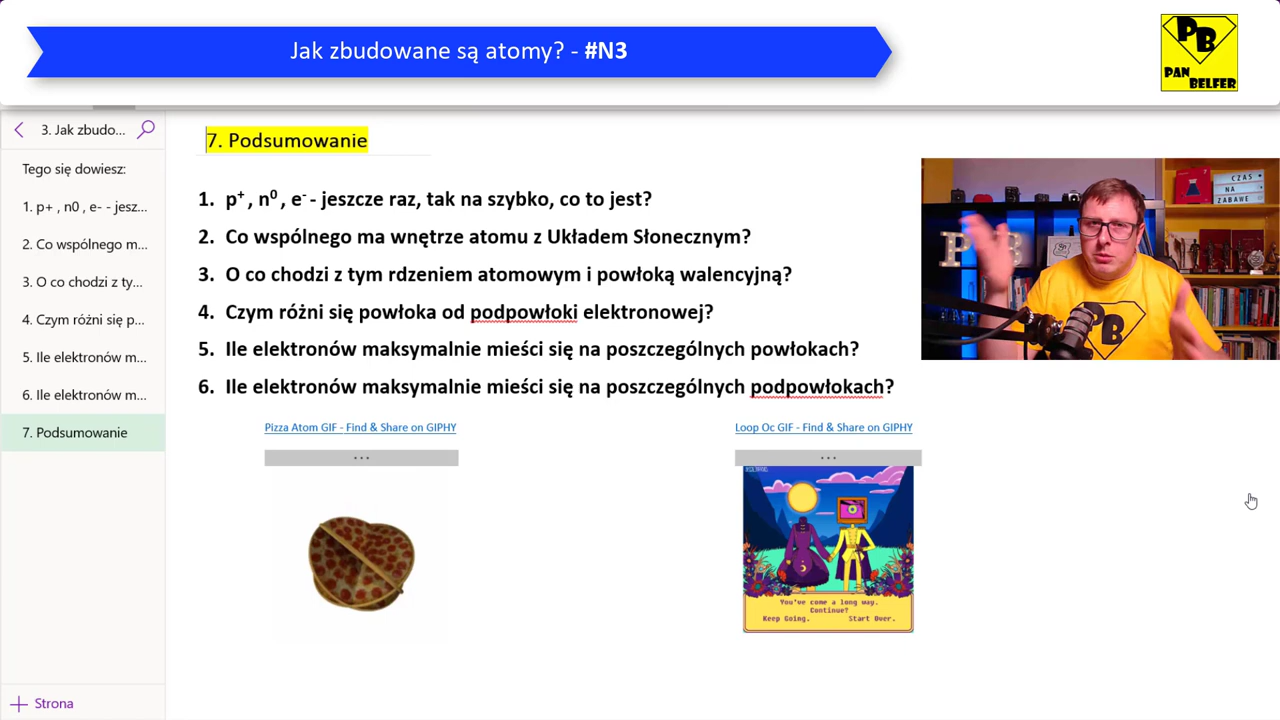 Jak zbudowane są atomy? - #N3
PB
PAN
BELFER
3. Jak zbudo...
Tego się dowiesz:
1. p+ , n0 , e- - jesz...
2. Co wspólnego m...
3. O co chodzi z ty...
4. Czym różni się p...
5. Ile elektronów m...
6. Ile elektronów m...
7. Podsumowanie
Strona
7. Podsumowanie
1. p⁺ , n⁰ , e⁻ - jeszcze raz, tak na szybko, co to jest?
2. Co wspólnego ma wnętrze atomu z Układem Słonecznym?
3. O co chodzi z tym rdzeniem atomowym i powłoką walencyjną?
4. Czym różni się powłoka od podpowłoki elektronowej?
5. Ile elektronów maksymalnie mieści się na poszczególnych powłokach?
6. Ile elektronów maksymalnie mieści się na poszczególnych podpowłokach?
Pizza Atom GIF - Find & Share on GIPHY
Loop Oc GIF - Find & Share on GIPHY
You've come a long way.
Continue?
Keep Going. Start Over.
CZAS
NA
ZABAWE
P B
PB